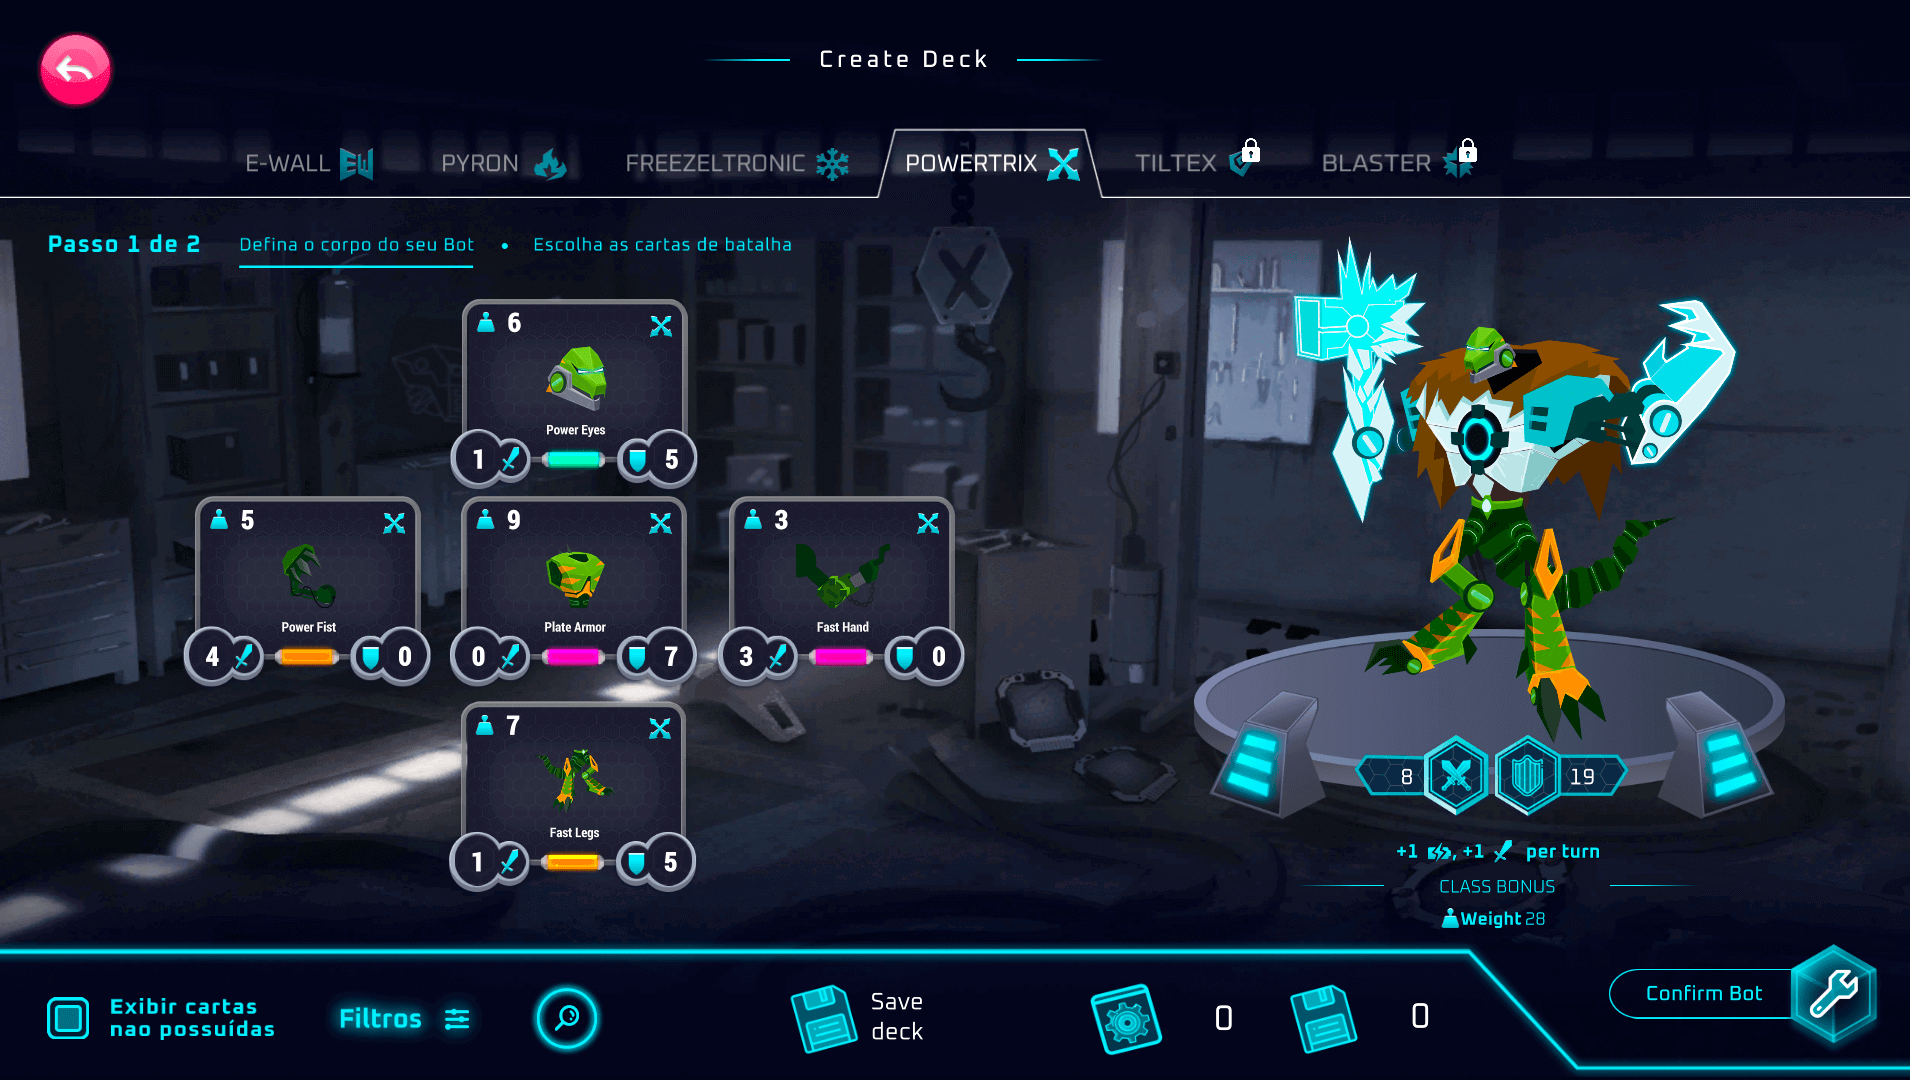 Create Deck
E-WALL EW
PYRON
FREEZELTRONIC
POWERTRIX
TILTEX
BLASTER
Passo 1 de 2
Defina o corpo do seu Bot • Escolha as cartas de batalha
6
Power Eyes
1 5
5
Power Fist
4 0
9
Plate Armor
0 7
3
Fast Hand
3 0
7
Fast Legs
1 5
8 19
+1 , +1 per turn
CLASS BONUS
Weight 28
Exibir cartas
nao possuídas
Filtros
Save
deck
0
0
Confirm Bot